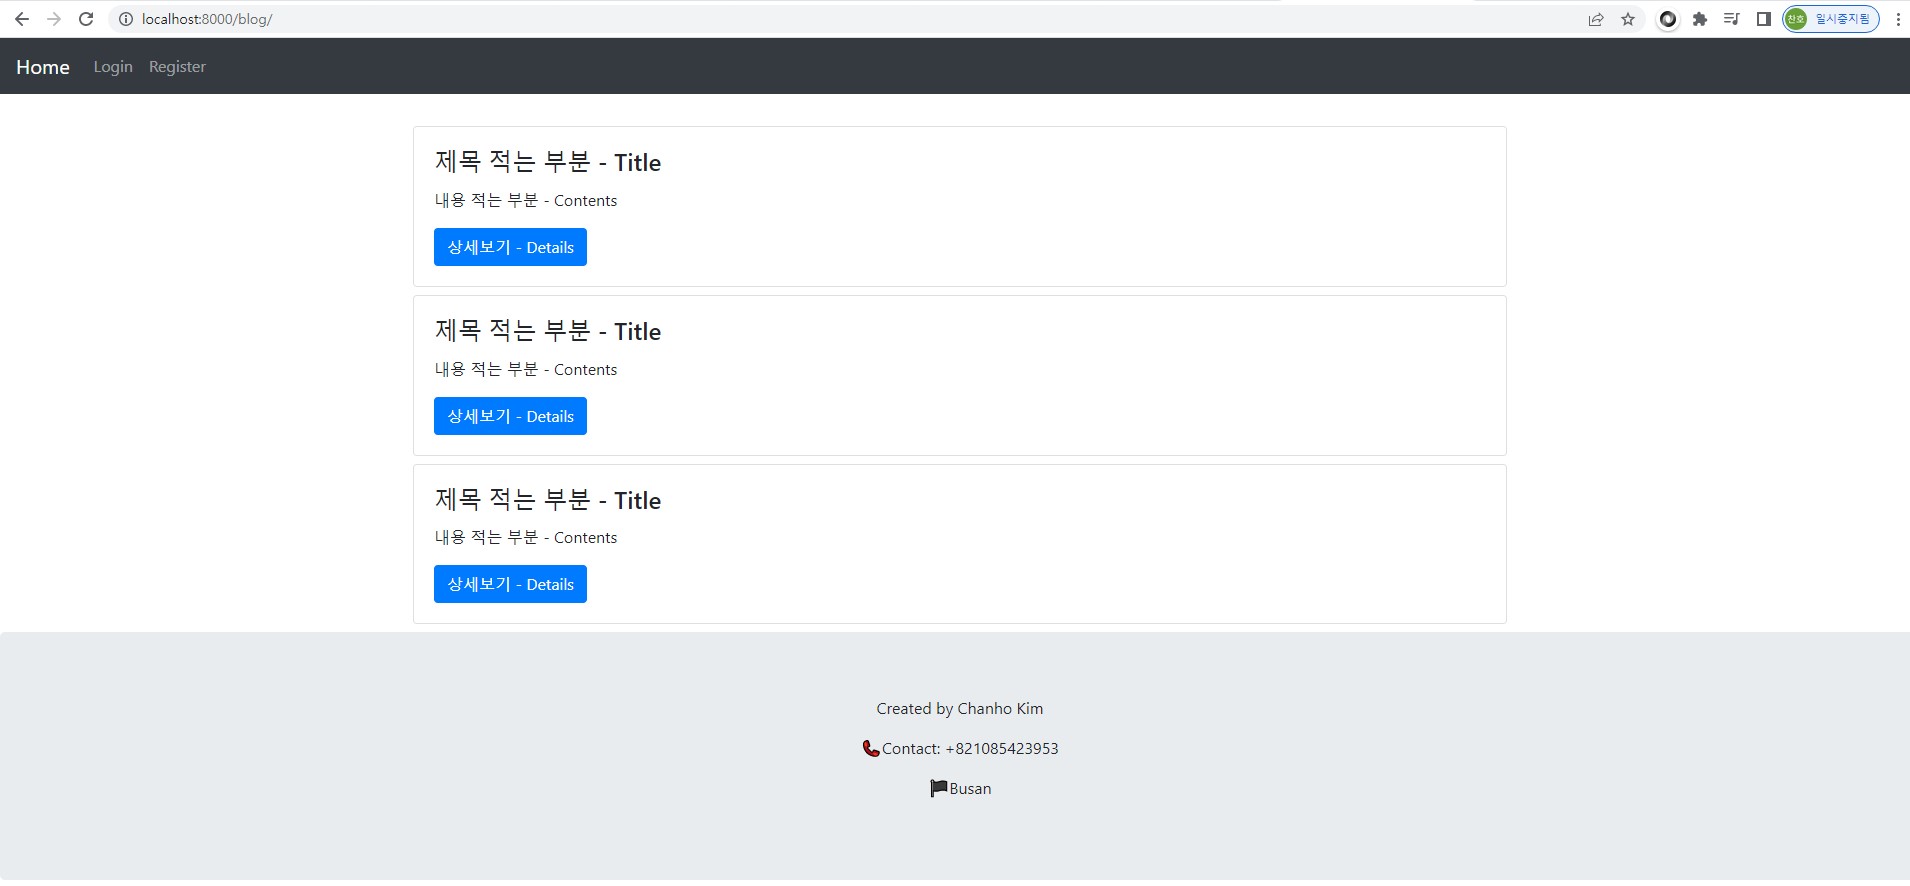 localhost:8000/blog/
찬호 일시중지됨
Home Login Register
제목 적는 부분 - Title
내용 적는 부분 - Contents
상세보기 - Details
제목 적는 부분 - Title
내용 적는 부분 - Contents
상세보기 - Details
제목 적는 부분 - Title
내용 적는 부분 - Contents
상세보기 - Details
Created by Chanho Kim
📞Contact: +821085423953
🏴Busan